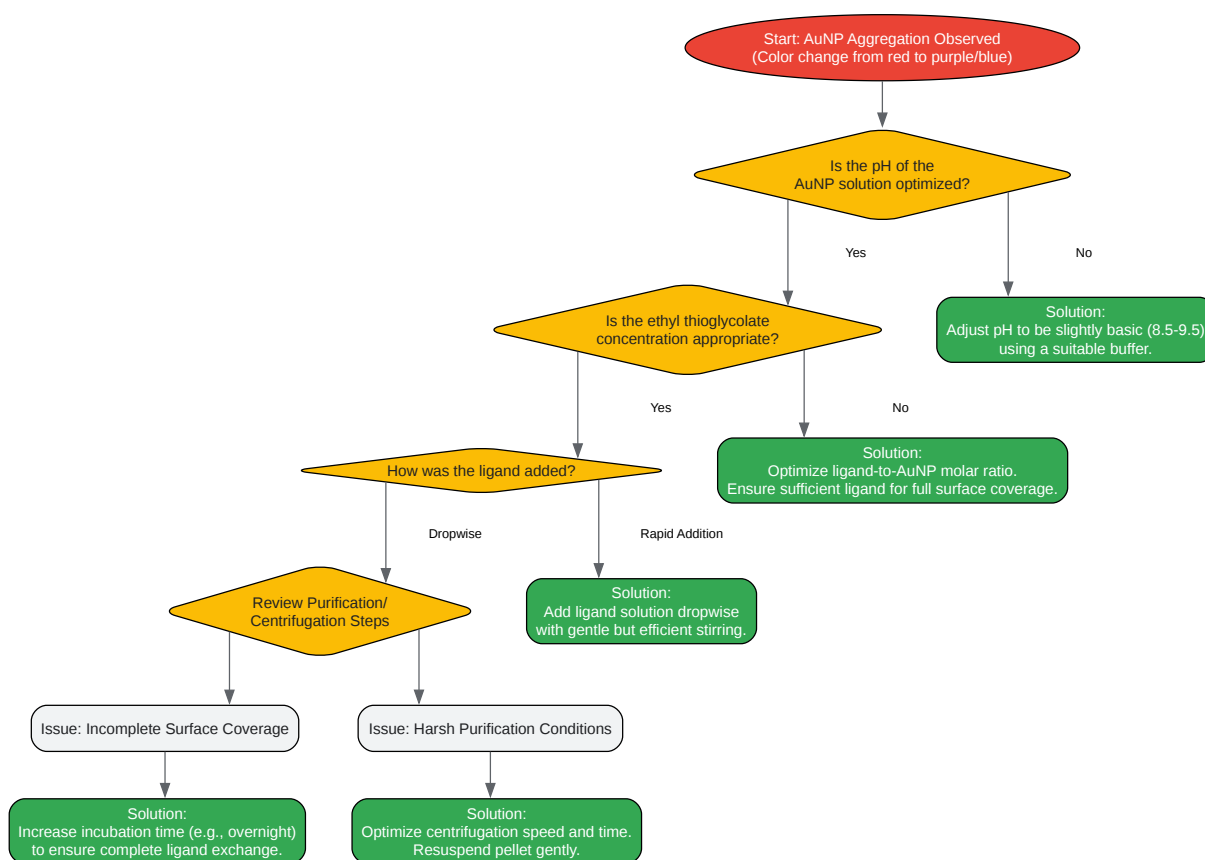 Start: AuNP Aggregation Observed
(Color change from red to purple/blue)
Is the pH of the
AuNP solution optimized?
Yes
No
Is the ethyl thioglycolate
concentration appropriate?
Solution:
Adjust pH to be slightly basic (8.5-9.5)
using a suitable buffer.
Yes
No
How was the ligand added?
Solution:
Optimize ligand-to-AuNP molar ratio.
Ensure sufficient ligand for full surface coverage.
Dropwise
Rapid Addition
Review Purification/
Centrifugation Steps
Solution:
Add ligand solution dropwise
with gentle but efficient stirring.
Issue: Incomplete Surface Coverage
Issue: Harsh Purification Conditions
Solution:
Increase incubation time (e.g., overnight)
to ensure complete ligand exchange.
Solution:
Optimize centrifugation speed and time.
Resuspend pellet gently.